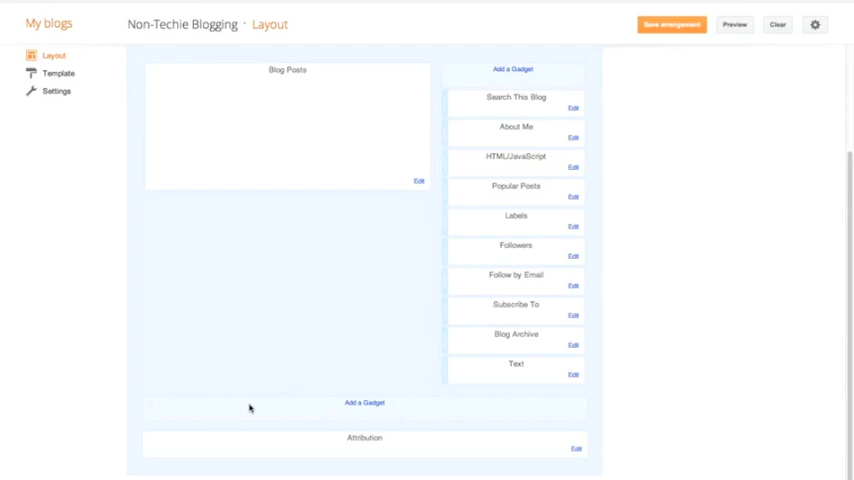 My blogs
Non-Techie Blogging · Layout
Save arrangement
Preview
Clear
Layout
Template
Settings
Blog Posts
Edit
Add a Gadget
Search This Blog
Edit
About Me
Edit
HTML/JavaScript
Edit
Popular Posts
Edit
Labels
Edit
Followers
Edit
Follow by Email
Edit
Subscribe To
Edit
Blog Archive
Edit
Text
Edit
Add a Gadget
Attribution
Edit